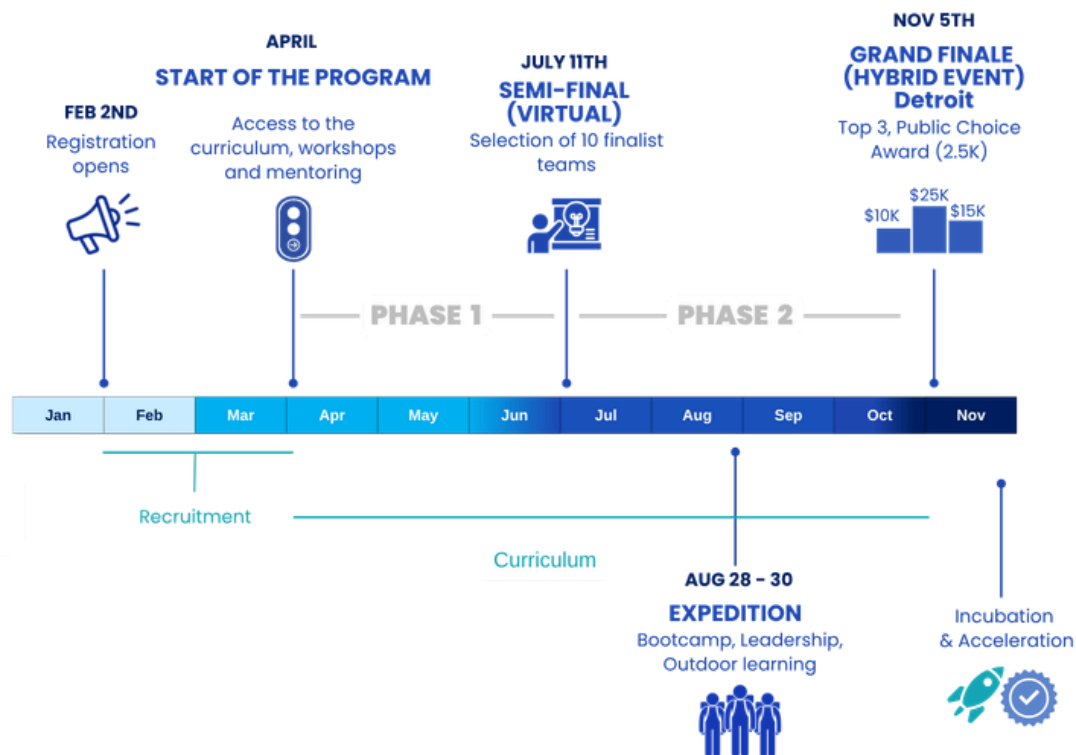 FEB 2ND
Registration
opens
APRIL
START OF THE PROGRAM
Access to the
curriculum, workshops
and mentoring
JULY 11TH
SEMI-FINAL
(VIRTUAL)
Selection of 10 finalist
teams
NOV 5TH
GRAND FINALE
(HYBRID EVENT)
Detroit
Top 3, Public Choice
Award (2.5K)
$10K
$25K
$15K
PHASE 1
PHASE 2
Jan
Feb
Mar
Apr
May
Jun
Jul
Aug
Sep
Oct
Nov
Recruitment
Curriculum
AUG 28 - 30
EXPEDITION
Bootcamp, Leadership,
Outdoor learning
Incubation
& Acceleration